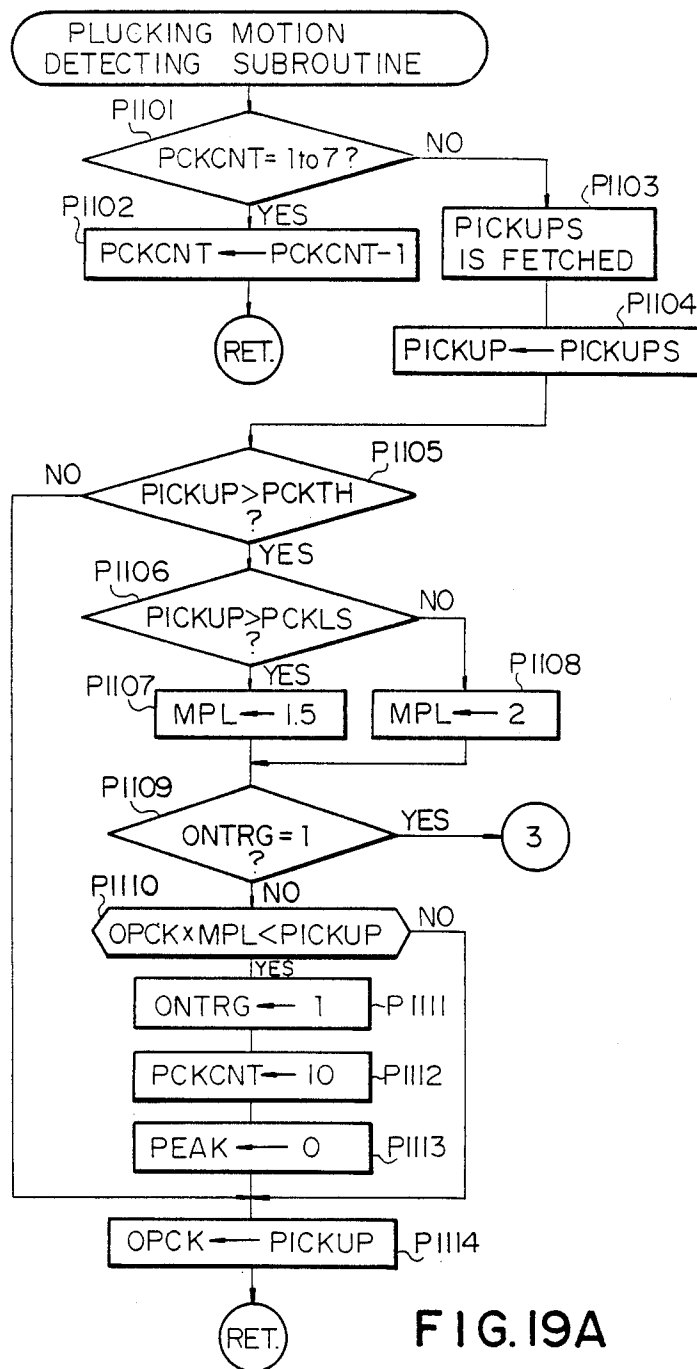 PLUCKING MOTION
DETECTING SUBROUTINE
P1101
PCKCNT=1to7?
NO
P1102
YES
P1103
PCKCNT←PCKCNT-1
PICKUPS
IS FETCHED
RET.
P1104
PICKUP←PICKUPS
NO
P1105
PICKUP>PCKTH
?
YES
P1106
PICKUP>PCKLS
?
NO
P1107
YES
P1108
MPL←1.5
MPL←2
P1109
ONTRG=1
?
YES
3
P1110
NO
OPCK×MPL<PICKUP
NO
YES
ONTRG←1
P1111
PCKCNT←10
P1112
PEAK←0
P1113
OPCK←PICKUP
P1114
RET.
FIG.19A